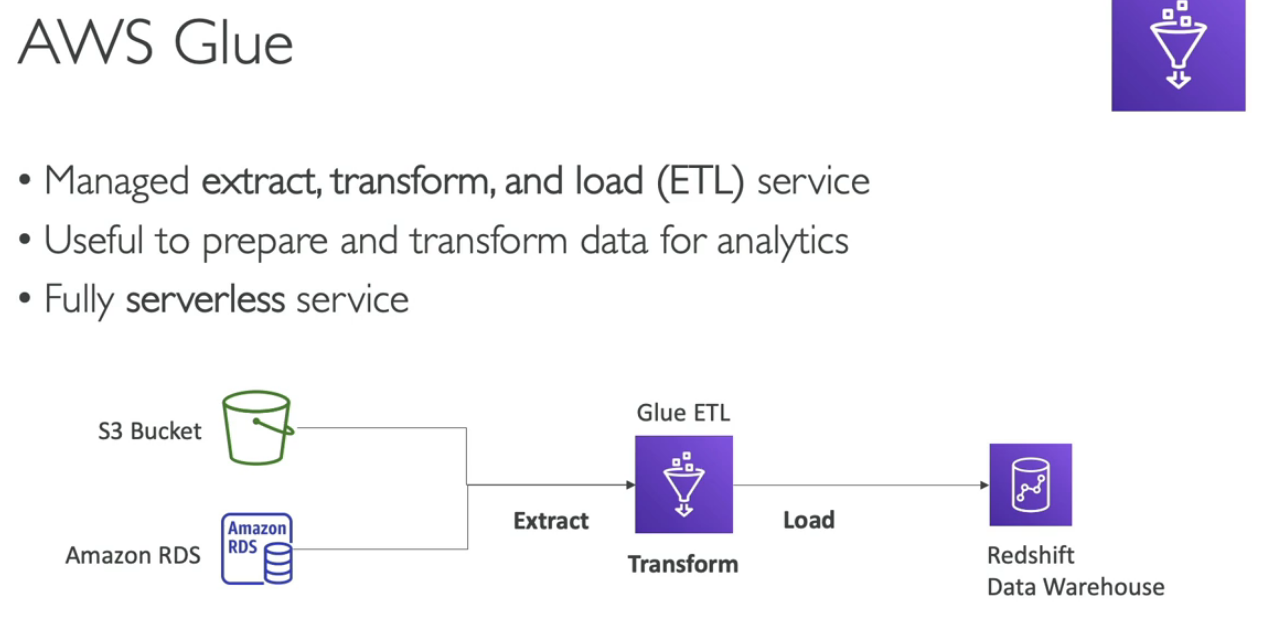 AWS Glue
• Managed extract, transform, and load (ETL) service
• Useful to prepare and transform data for analytics
• Fully serverless service
S3 Bucket
Glue ETL
Amazon RDS
Amazon
RDS
Extract
Transform
Load
Redshift
Data Warehouse